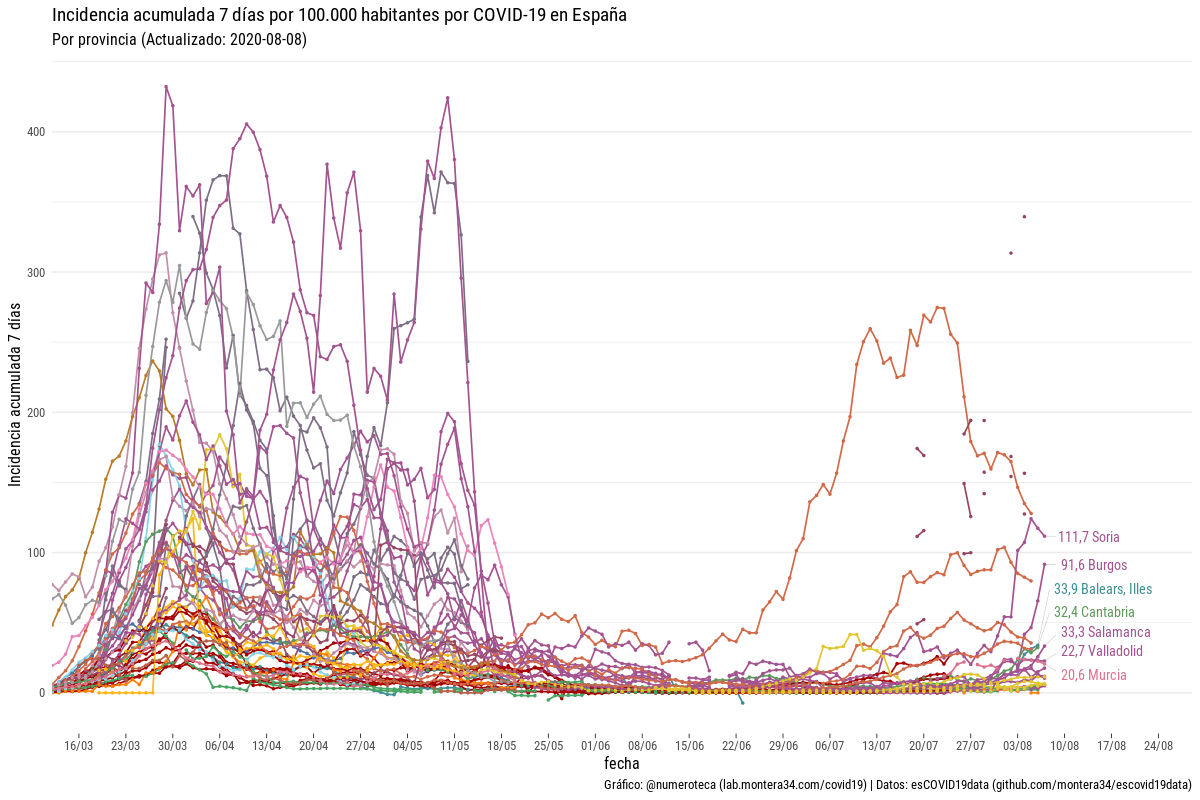 Incidencia acumulada 7 días por 100.000 habitantes por COVID-19 en España
Por provincia (Actualizado: 2020-08-08)
Incidencia acumulada 7 días
400
300
200
100
0
111,7 Soria
91,6 Burgos
33,9 Balears, Illes
32,4 Cantabria
33,3 Salamanca
22,7 Valladolid
20,6 Murcia
16/03 23/03 30/03 06/04 13/04 20/04 27/04 04/05 11/05 18/05 25/05 01/06 08/06 15/06 22/06 29/06 06/07 13/07 20/07 27/07 03/08 10/08 17/08 24/08
fecha
Gráfico: @numeroteca (lab.montera34.com/covid19) | Datos: esCOVID19data (github.com/montera34/escovid19data)